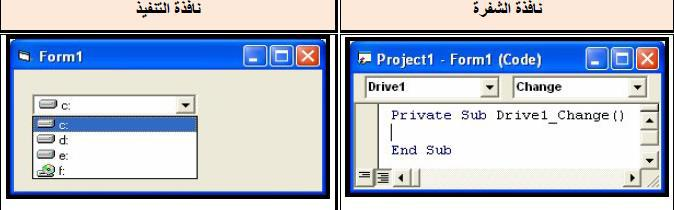 نافذة التنفيذ
نافذة الشفرة
Form1
c:
c:
d:
e:
f:
Project1 - Form1 (Code)
Drive1
Change
Private Sub Drive1_Change()
End Sub